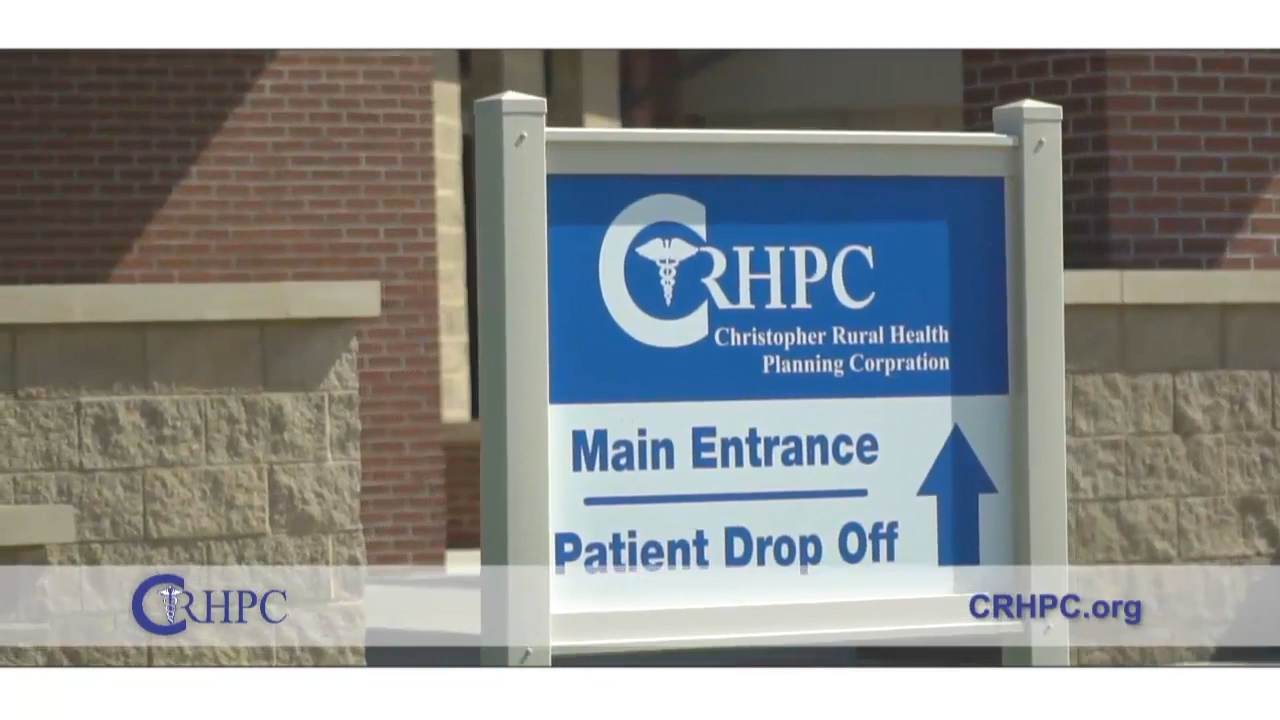 CRHPC
Christopher Rural Health
Planning Corpration
Main Entrance
Patient Drop Off
CRHPC
CRHPC.org